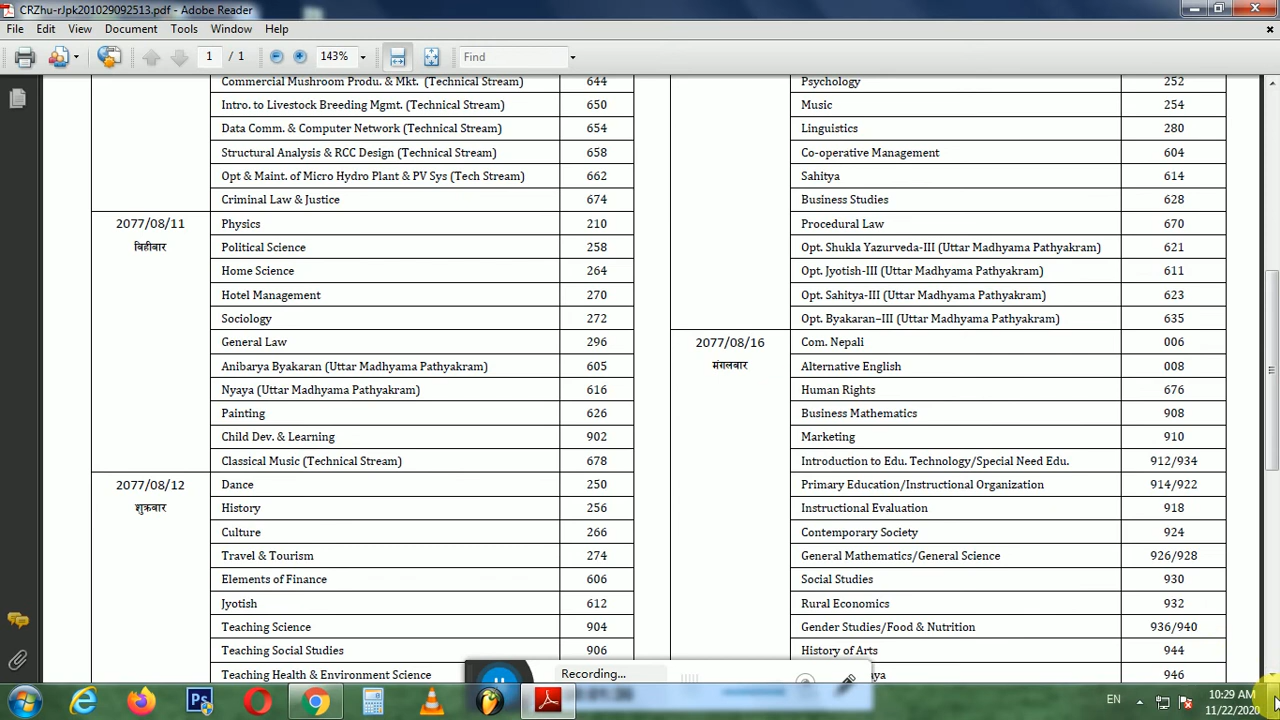 CRZhu-rJpk201029092513.pdf - Adobe Reader
File Edit View Document Tools Window Help
1 / 1 143% Find
Commercial Mushroom Produ. & Mkt. (Technical Stream) 644
Intro. to Livestock Breeding Mgmt. (Technical Stream) 650
Data Comm. & Computer Network (Technical Stream) 654
Structural Analysis & RCC Design (Technical Stream) 658
Opt & Maint. of Micro Hydro Plant & PV Sys (Tech Stream) 662
Criminal Law & Justice 674
2077/08/11 Physics 210
बिहीबार Political Science 258
Home Science 264
Hotel Management 270
Sociology 272
General Law 296
Anibarya Byakaran (Uttar Madhyama Pathyakram) 605
Nyaya (Uttar Madhyama Pathyakram) 616
Painting 626
Child Dev. & Learning 902
Classical Music (Technical Stream) 678
2077/08/12 Dance 250
शुक्रबार History 256
Culture 266
Travel & Tourism 274
Elements of Finance 606
Jyotish 612
Teaching Science 904
Teaching Social Studies 906
Teaching Health & Environment Science
Psychology 252
Music 254
Linguistics 280
Co-operative Management 604
Sahitya 614
Business Studies 628
Procedural Law 670
Opt. Shukla Yazurveda-III (Uttar Madhyama Pathyakram) 621
Opt. Jyotish-III (Uttar Madhyama Pathyakram) 611
Opt. Sahitya-III (Uttar Madhyama Pathyakram) 623
Opt. Byakaran–III (Uttar Madhyama Pathyakram) 635
2077/08/16 Com. Nepali 006
मंगलबार Alternative English 008
Human Rights 676
Business Mathematics 908
Marketing 910
Introduction to Edu. Technology/Special Need Edu. 912/934
Primary Education/Instructional Organization 914/922
Instructional Evaluation 918
Contemporary Society 924
General Mathematics/General Science 926/928
Social Studies 930
Rural Economics 932
Gender Studies/Food & Nutrition 936/940
History of Arts 944
946
Recording...
EN 10:29 AM
11/22/2020